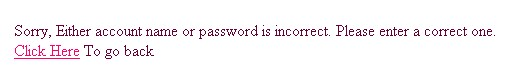 Sorry, Either account name or password is incorrect. Please enter a correct one.
Click Here To go back